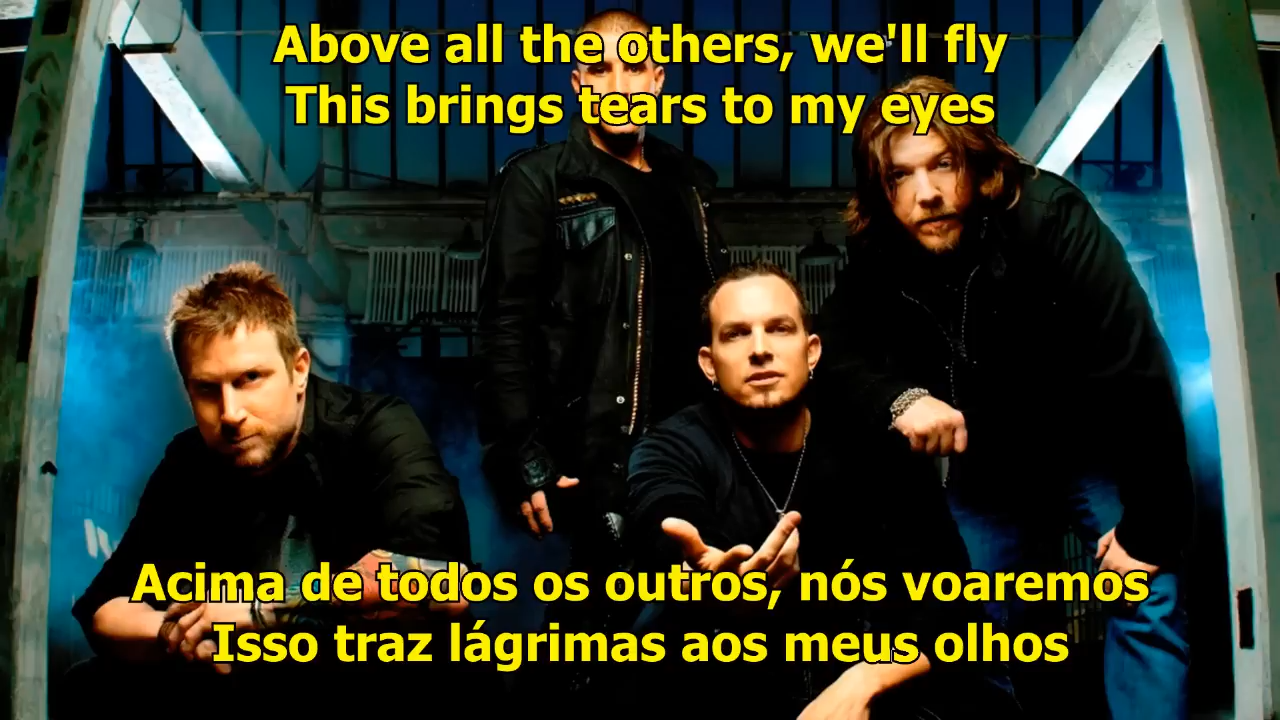 Above all the others, we'll fly
This brings tears to my eyes
Acima de todos os outros, nós voaremos
Isso traz lágrimas aos meus olhos